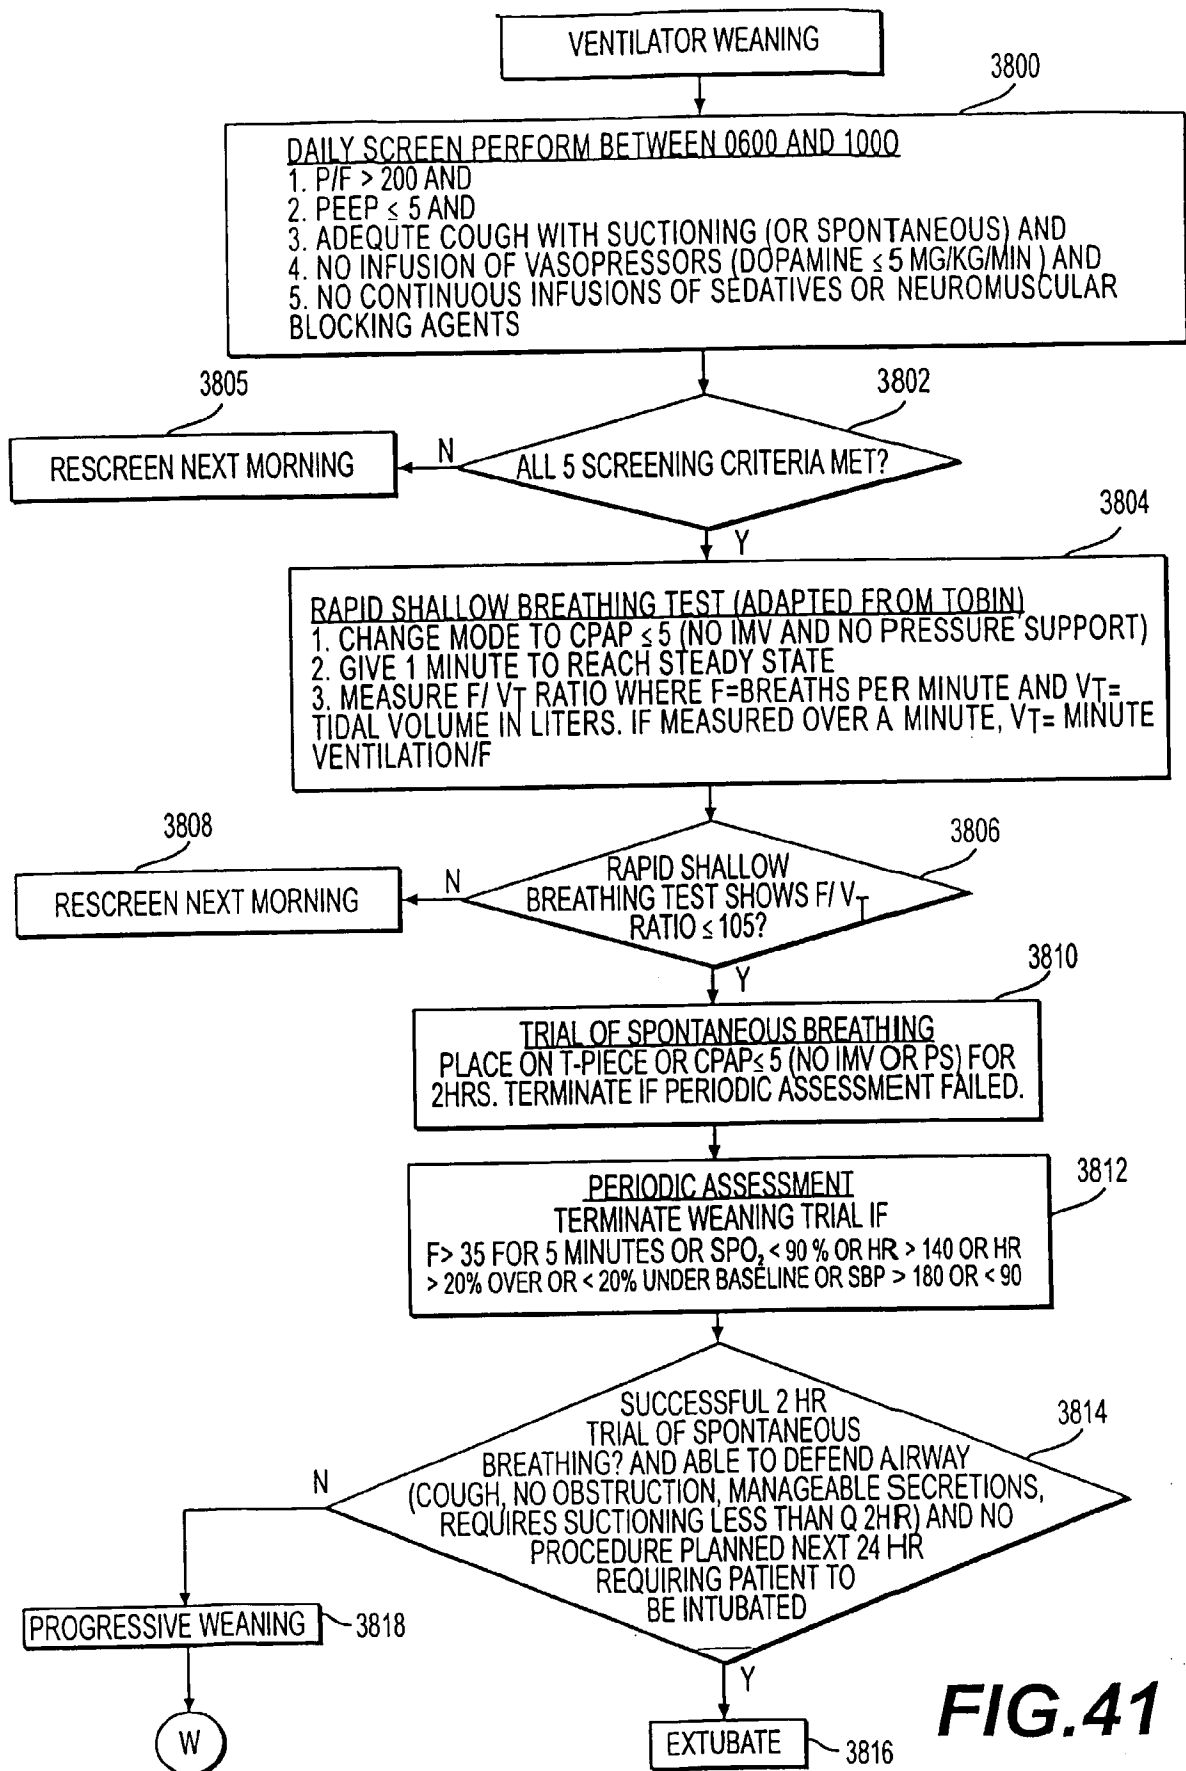 VENTILATOR WEANING
3800
DAILY SCREEN PERFORM BETWEEN 0600 AND 1000
1. P/F > 200 AND
2. PEEP ≤ 5 AND
3. ADEQUTE COUGH WITH SUCTIONING (OR SPONTANEOUS) AND
4. NO INFUSION OF VASOPRESSORS (DOPAMINE ≤ 5 MG/KG/MIN) AND
5. NO CONTINUOUS INFUSIONS OF SEDATIVES OR NEUROMUSCULAR
BLOCKING AGENTS
3805
3802
RESCREEN NEXT MORNING
N
ALL 5 SCREENING CRITERIA MET?
Y
3804
RAPID SHALLOW BREATHING TEST (ADAPTED FROM TOBIN)
1. CHANGE MODE TO CPAP ≤ 5 (NO IMV AND NO PRESSURE SUPPORT)
2. GIVE 1 MINUTE TO REACH STEADY STATE
3. MEASURE F/ VT RATIO WHERE F=BREATHS PER MINUTE AND VT=
TIDAL VOLUME IN LITERS. IF MEASURED OVER A MINUTE, VT= MINUTE
VENTILATION/F
3808
3806
RESCREEN NEXT MORNING
N
RAPID SHALLOW
BREATHING TEST SHOWS F/ VT
RATIO ≤ 105?
Y
3810
TRIAL OF SPONTANEOUS BREATHING
PLACE ON T-PIECE OR CPAP ≤ 5 (NO IMV OR PS) FOR
2HRS. TERMINATE IF PERIODIC ASSESSMENT FAILED.
3812
PERIODIC ASSESSMENT
TERMINATE WEANING TRIAL IF
F> 35 FOR 5 MINUTES OR SPO₂ < 90 % OR HR > 140 OR HR
> 20% OVER OR < 20% UNDER BASELINE OR SBP > 180 OR < 90
3814
SUCCESSFUL 2 HR
TRIAL OF SPONTANEOUS
BREATHING? AND ABLE TO DEFEND AIRWAY
(COUGH, NO OBSTRUCTION, MANAGEABLE SECRETIONS,
REQUIRES SUCTIONING LESS THAN Q 2HR) AND NO
PROCEDURE PLANNED NEXT 24 HR
REQUIRING PATIENT TO
BE INTUBATED
N
PROGRESSIVE WEANING
3818
W
Y
EXTUBATE
3816
FIG.41